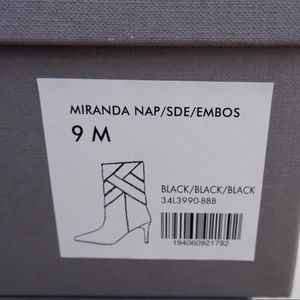 MIRANDA NAP/SDE/EMBOS
9 M
BLACK/BLACK/BLACK
34L3990-BBB
194060921792